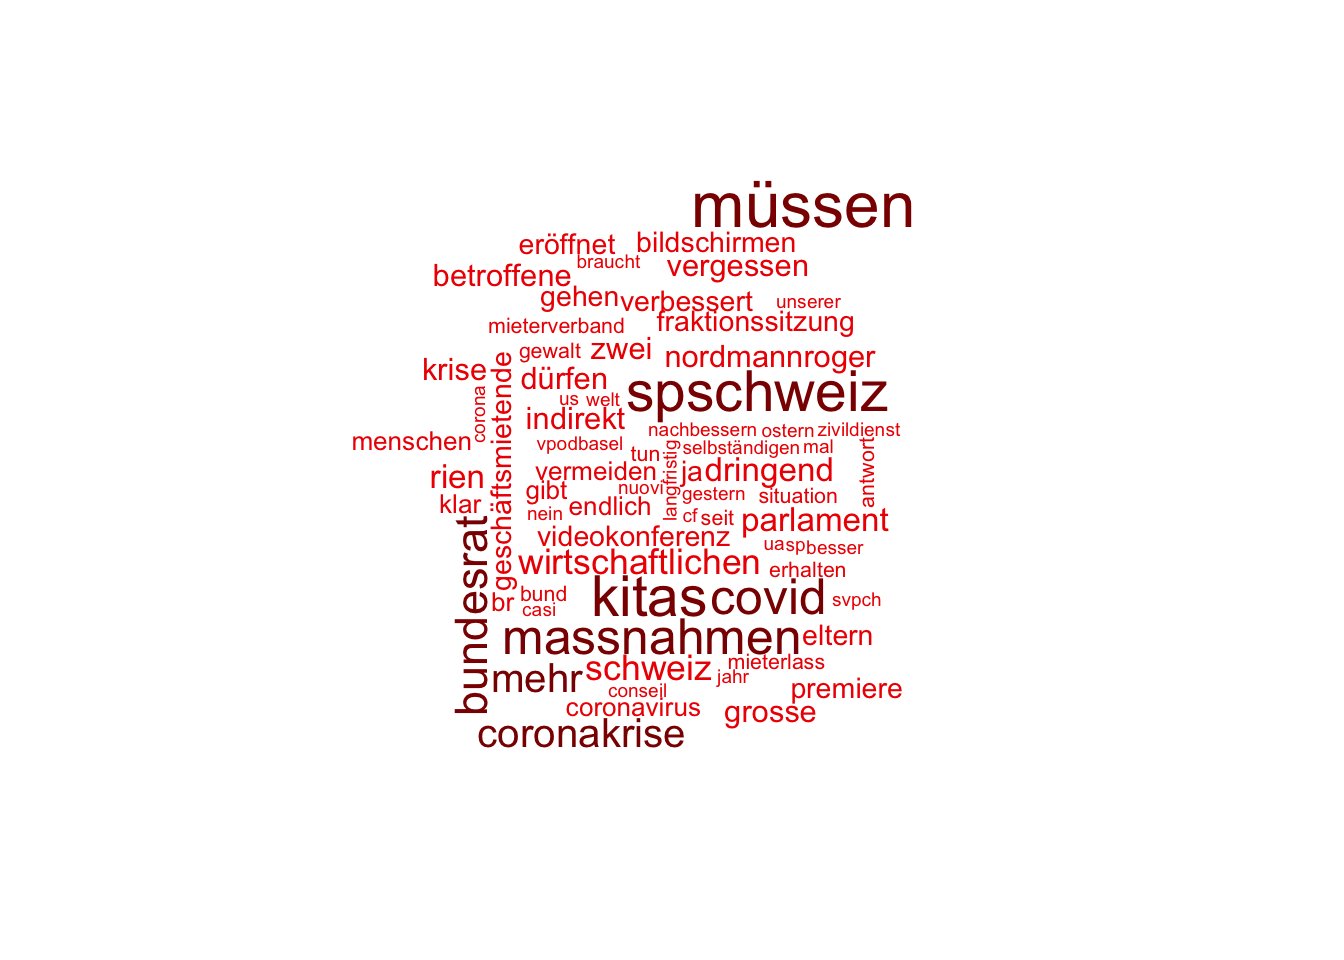 müssen
eröffnet bildschirmen
braucht vergessen
betroffene
gehen verbessert unserer
mieterverband fraktionssitzung
gewalt zwei nordmannroger
krise dürfen spschweiz
geschäftsmietende
corona
us welt
indirekt
menschen vpodbasel nachbessern ostern zivildienst
tun selbständigen mal
langfristig
antwort
rien vermeiden ja dringend
klar gibt nuovi gestern situation
nein endlich cf seit parlament
bundesrat
videokonferenz uasp besser
wirtschaftlichen erhalten
br bund kitas covid svpch
casi
massnahmen eltern
mehr schweiz mieterlass
jahr
conseil premiere
coronavirus grosse
coronakrise